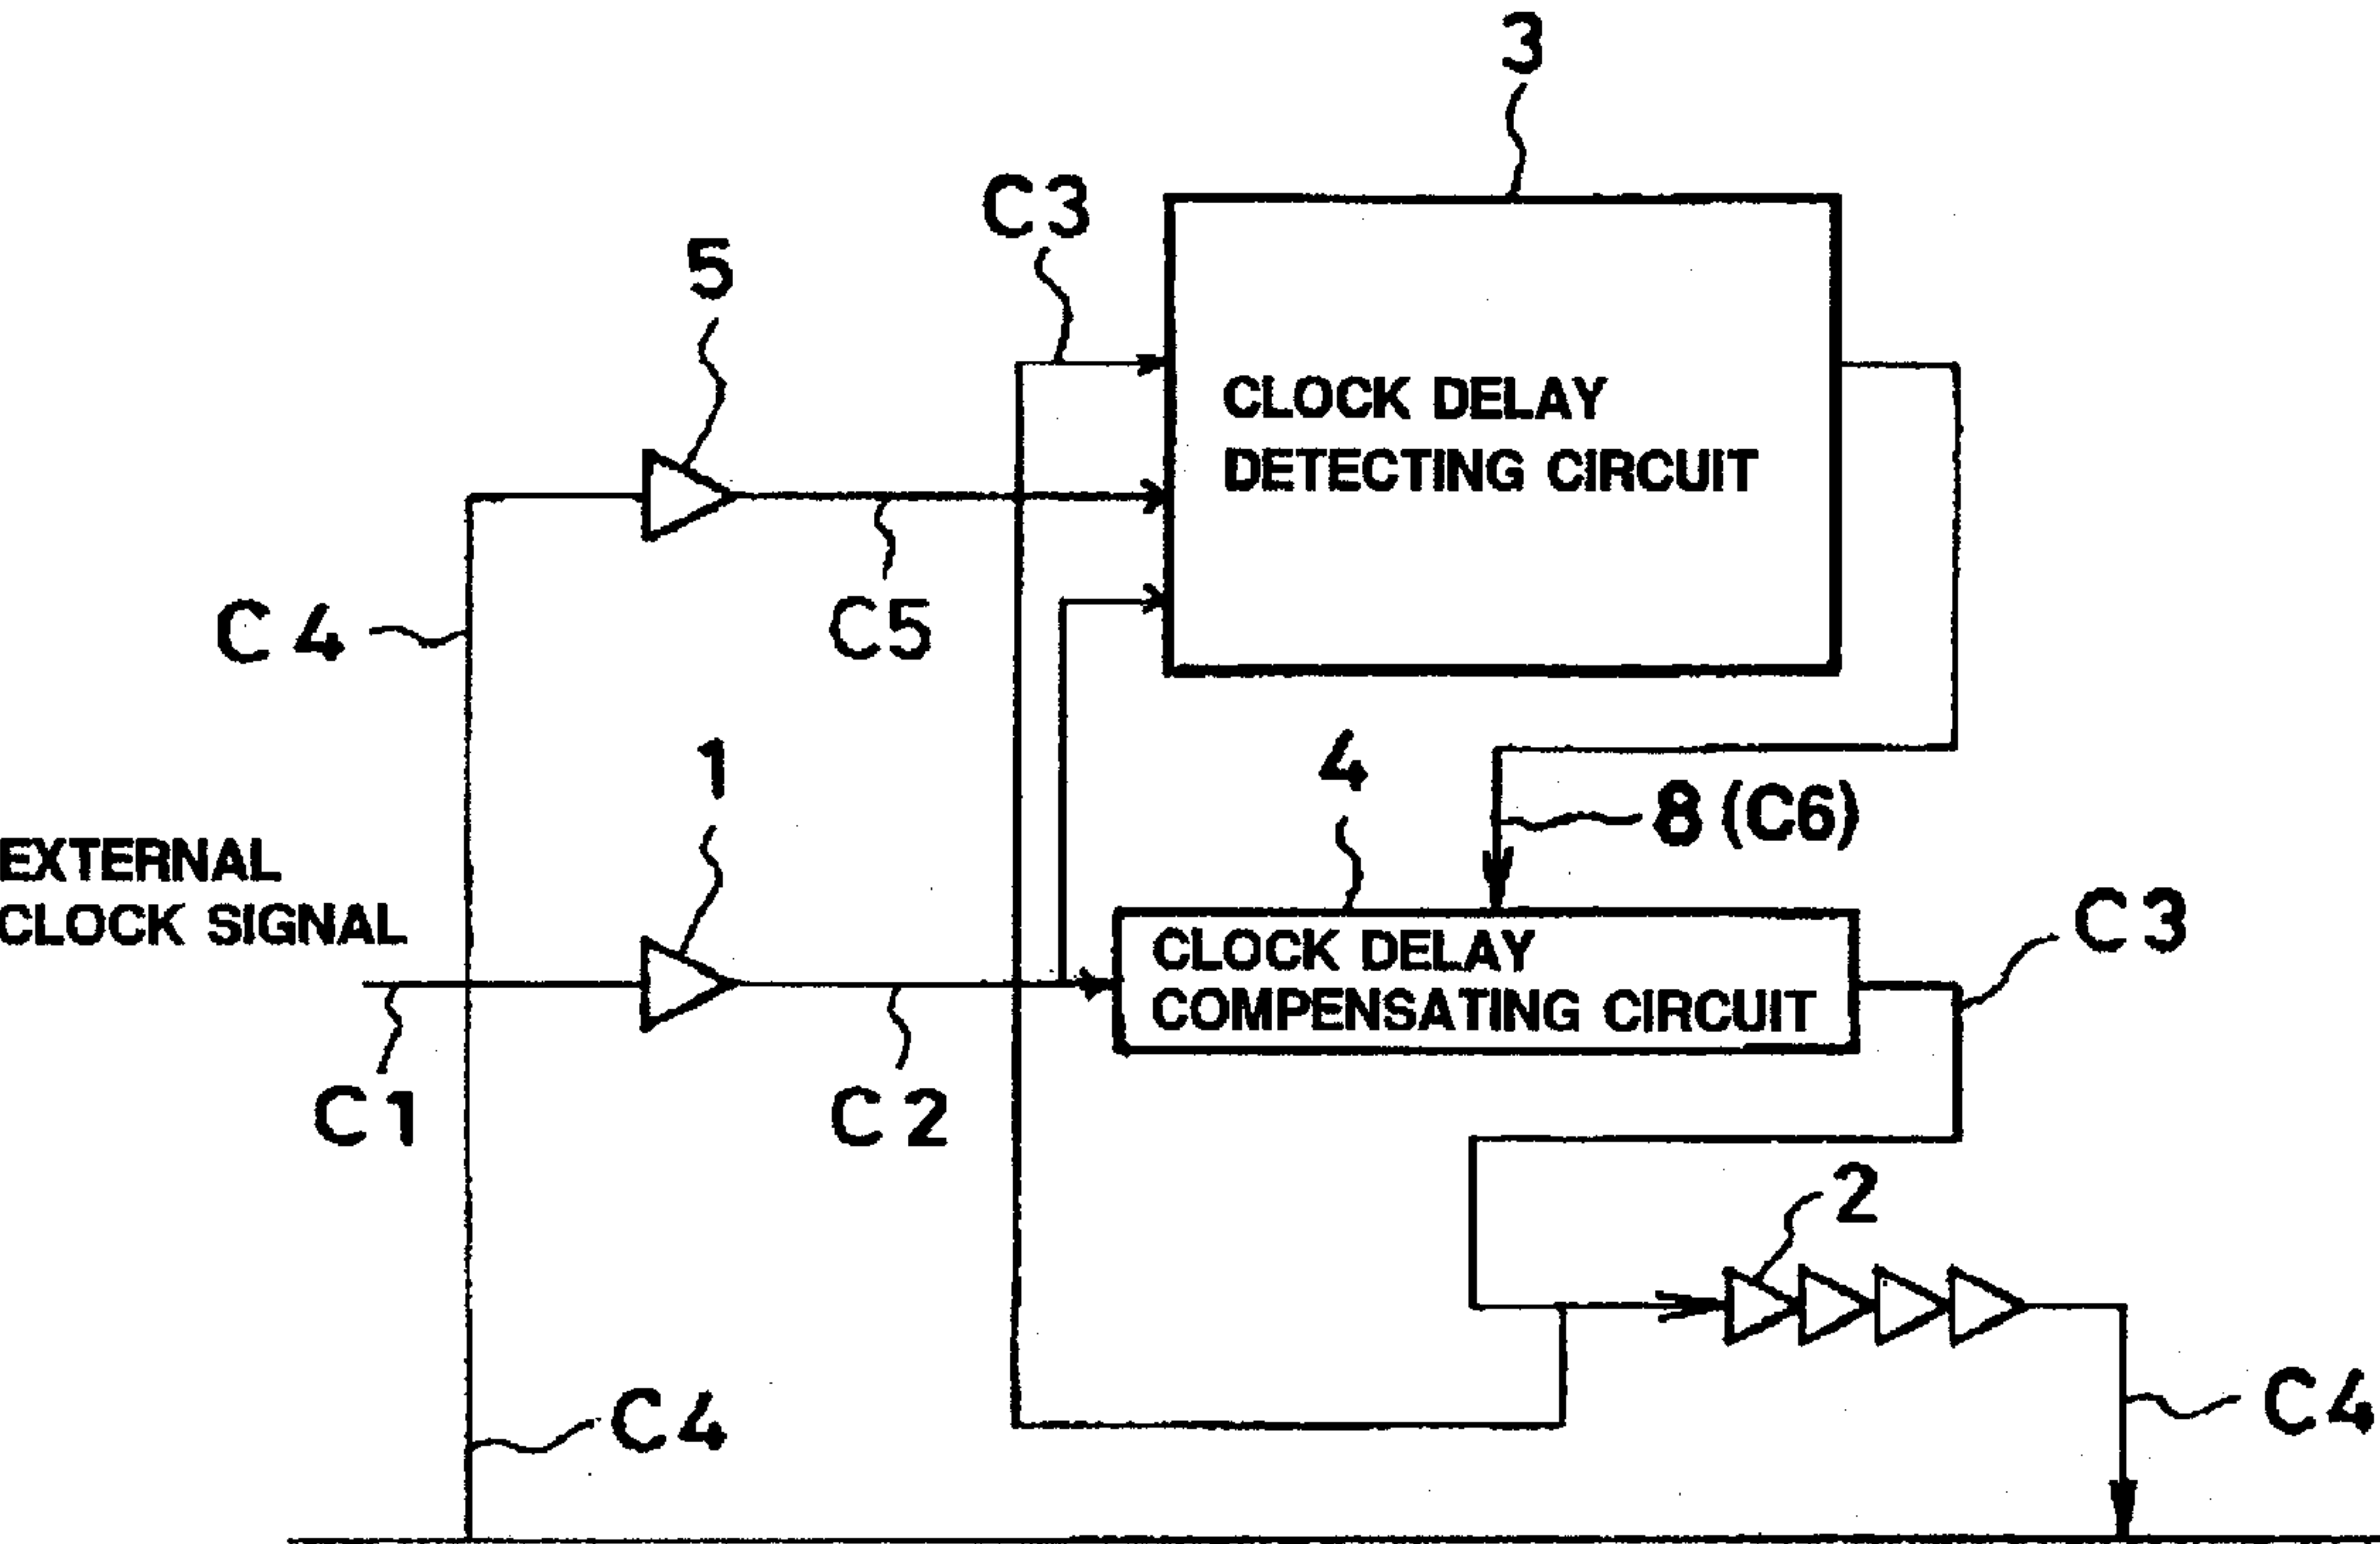 3
C3
5
CLOCK DELAY
DETECTING CIRCUIT
C4
C5
1
4
8 (C6)
EXTERNAL
CLOCK SIGNAL
C3
CLOCK DELAY
COMPENSATING CIRCUIT
C1
C2
2
C4
C4